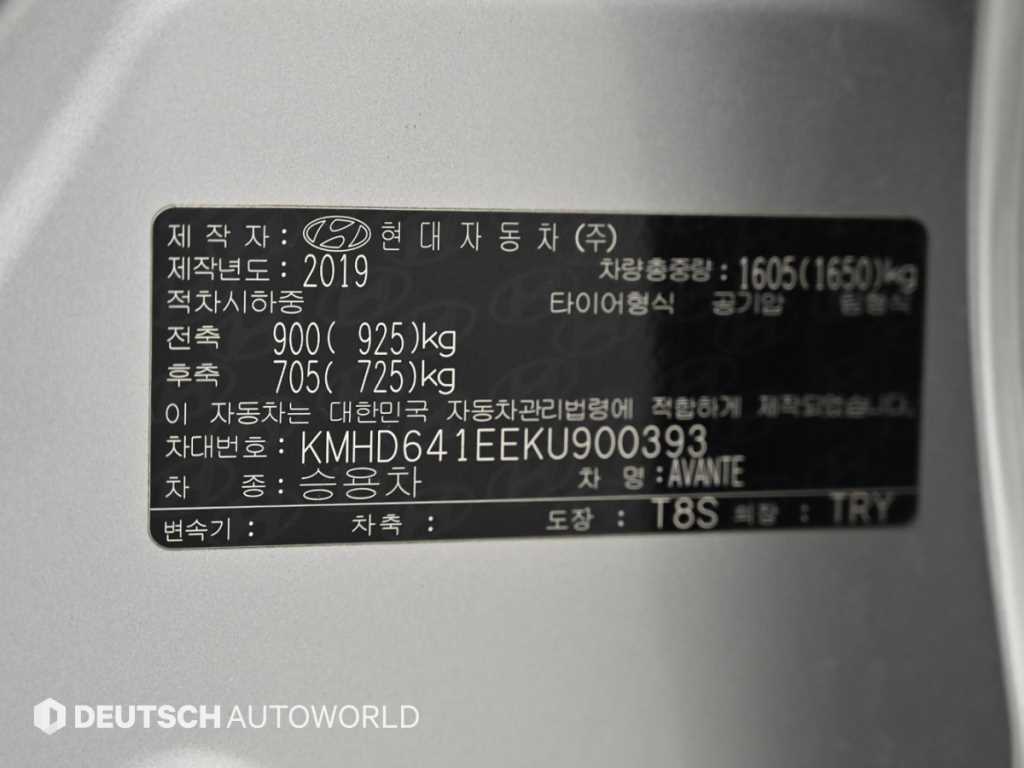 제 작 자 : 현 대 자 동 차 (주)
제작년도 : 2019 차량총중량 : 1605(1650)kg
적차시하중 타이어형식 공기압 림형식
전축 900( 925)kg
후축 705( 725)kg
이 자동차는 대한민국 자동차관리법령에 적합하게 제작되었습니다.
차대번호 : KMHD641EEKU900393
차 종 : 승용차 차 명 : AVANTE
변속기 : 차축 : 도장 : T8S 의장 : TRY
DEUTSCH AUTOWORLD